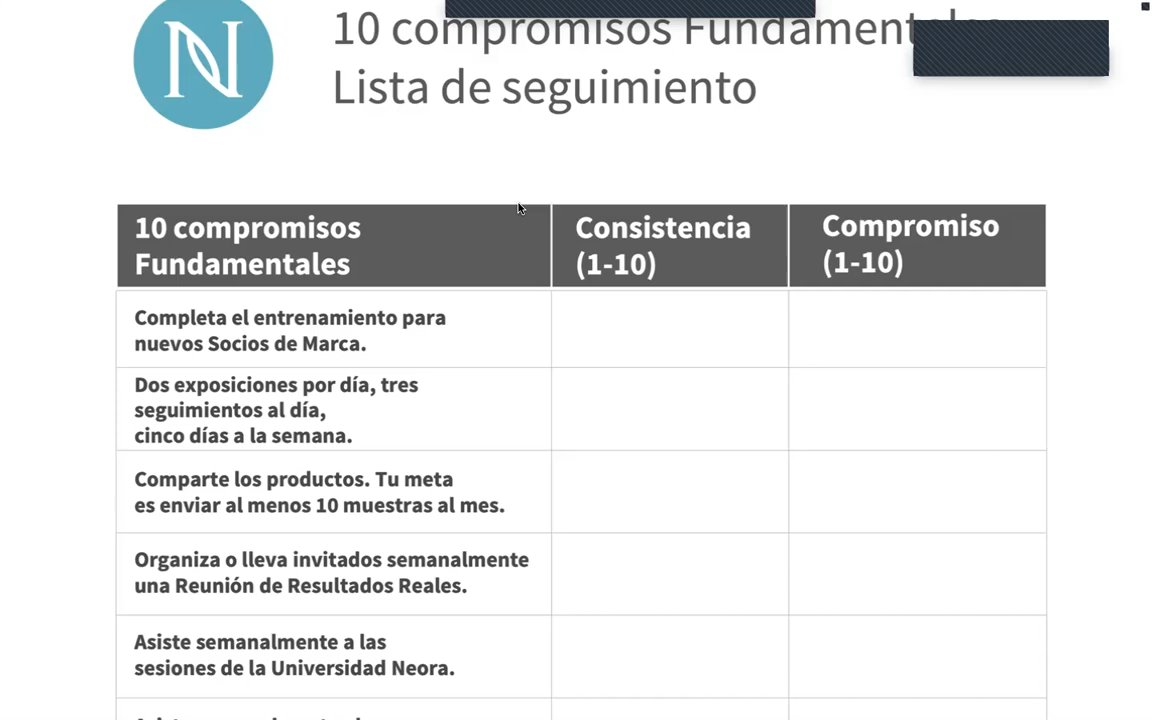 N
10 compromisos Fundamentales
Lista de seguimiento
10 compromisos
Fundamentales
Consistencia
(1-10)
Compromiso
(1-10)
Completa el entrenamiento para
nuevos Socios de Marca.
Dos exposiciones por día, tres
seguimientos al día,
cinco días a la semana.
Comparte los productos. Tu meta
es enviar al menos 10 muestras al mes.
Organiza o lleva invitados semanalmente
una Reunión de Resultados Reales.
Asiste semanalmente a las
sesiones de la Universidad Neora.